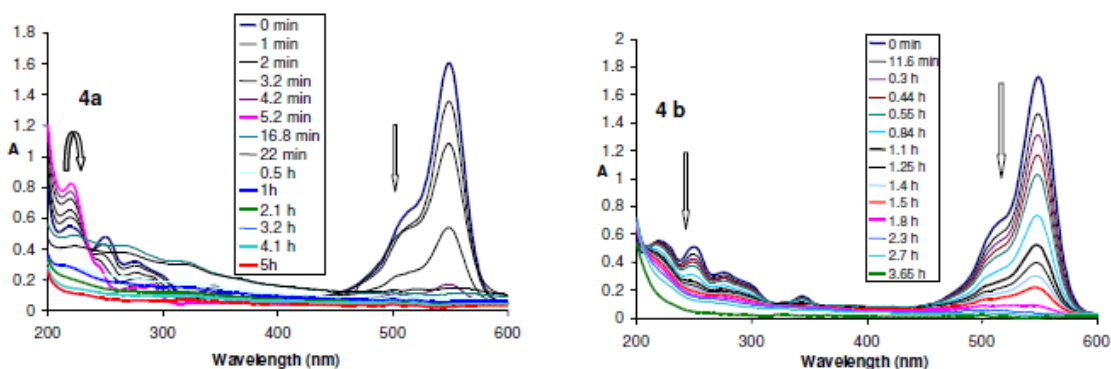 1.8
1.6
1.4
1.2
1
0.8
0.6
0.4
0.2
0
A
4a
0 min
1 min
2 min
3.2 min
4.2 min
5.2 min
16.8 min
22 min
0.5 h
1h
2.1 h
3.2 h
4.1 h
5h
200 300 400 500 600
Wavelength (nm)
2
1.8
1.6
1.4
1.2
1
0.8
0.6
0.4
0.2
0
A
4 b
0 min
11.6 min
0.3 h
0.44 h
0.55 h
0.84 h
1.1 h
1.25 h
1.4 h
1.5 h
1.8 h
2.3 h
2.7 h
3.65 h
200 300 400 500 600
Wavelength (nm)